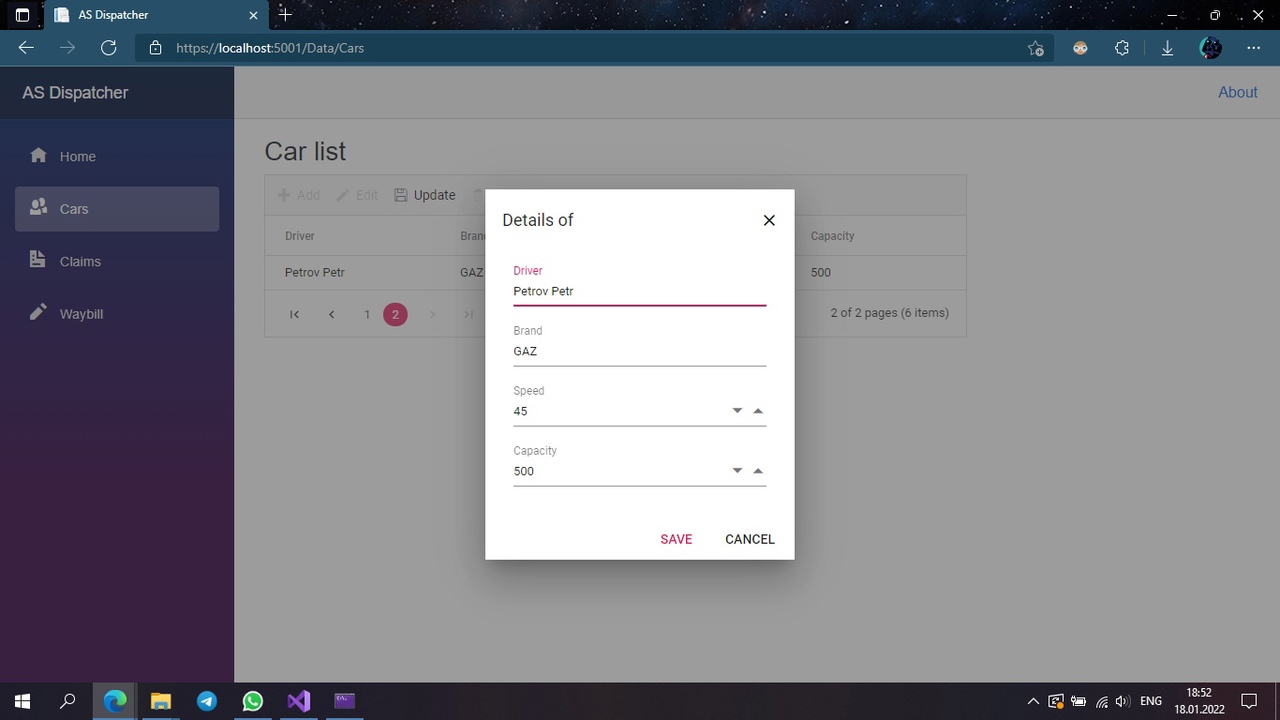 AS Dispatcher
https://localhost:5001/Data/Cars
AS Dispatcher
About
Home
Cars
Claims
Waybill
Car list
Add
Edit
Update
Driver
Capacity
Petrov Petr
GAZ
500
1
2
2 of 2 pages (6 items)
Details of
Driver
Petrov Petr
Brand
GAZ
Speed
45
Capacity
500
SAVE
CANCEL
ENG
18:52
18.01.2022